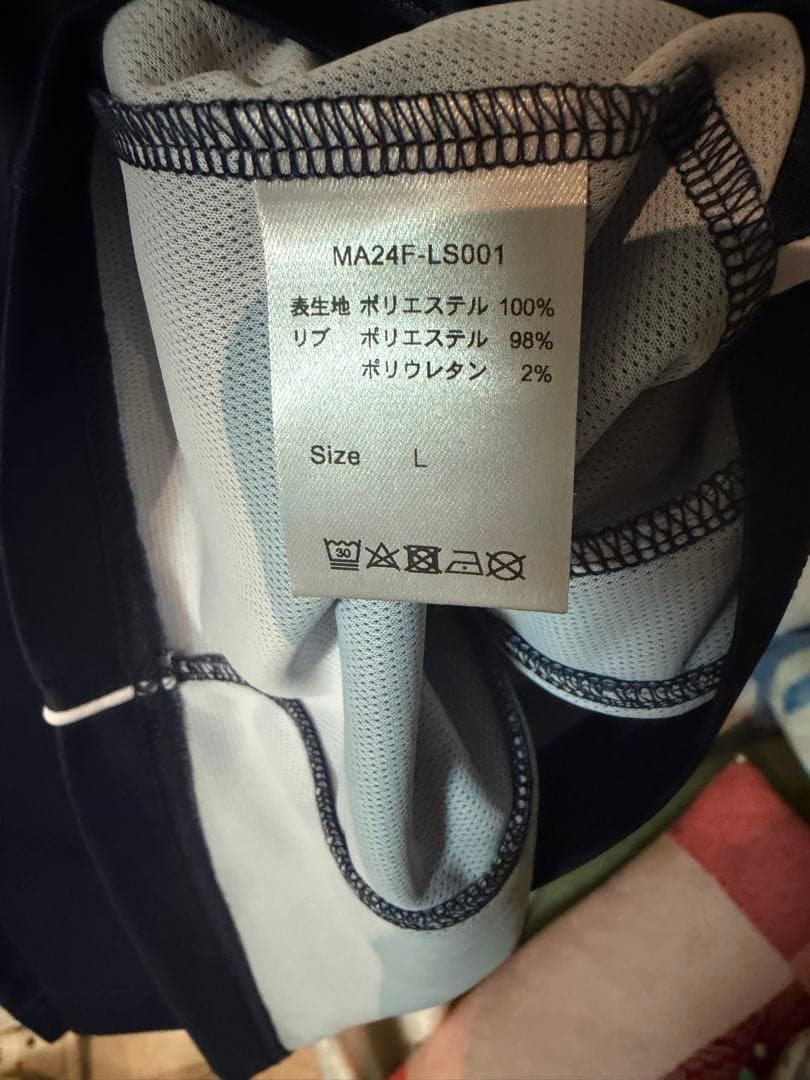 MA24F-LS001
表生地 ポリエステル 100%
リブ ポリエステル 98%
ポリウレタン 2%
Size L
30